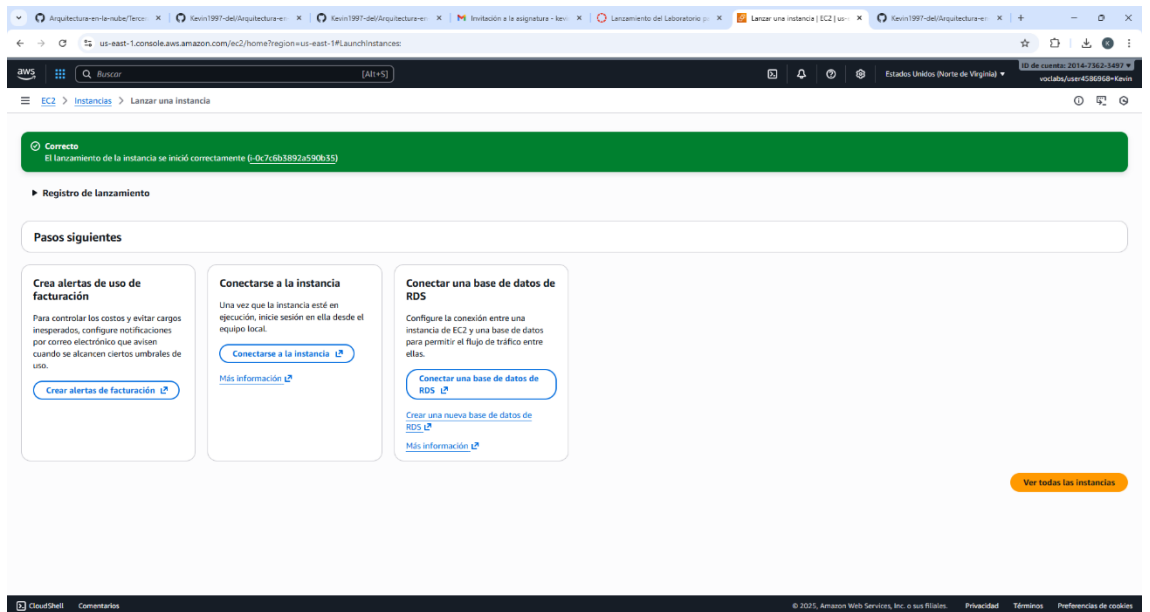 Arquitectura-en-la-nube/Terce
Kevin1997-del/Arquitectura-en
Kevin1997-del/Arquitectura-en
Invitación a la asignatura - kevi
Lanzamiento del Laboratorio p
Lanzar una instancia | EC2 | us-
Kevin1997-del/Arquitectura-en
us-east-1.console.aws.amazon.com/ec2/home?region=us-east-1#LaunchInstances:
aws
Buscar
[Alt+S]
Estados Unidos (Norte de Virginia)
ID de cuenta: 2014-7362-3497
voclabs/user4586968=Kevin
EC2 > Instancias > Lanzar una instancia
Correcto
El lanzamiento de la instancia se inició correctamente (i-0c7c6b3892a590b35)
Registro de lanzamiento
Pasos siguientes
Crea alertas de uso de
facturación
Para controlar los costos y evitar cargos
inesperados, configure notificaciones
por correo electrónico que avisen
cuando se alcancen ciertos umbrales de
uso.
Crear alertas de facturación
Conectarse a la instancia
Una vez que la instancia esté en
ejecución, inicie sesión en ella desde el
equipo local.
Conectarse a la instancia
Más información
Conectar una base de datos de
RDS
Configure la conexión entre una
instancia de EC2 y una base de datos
para permitir el flujo de tráfico entre
ellas.
Conectar una base de datos de
RDS
Crear una nueva base de datos de
RDS
Más información
Ver todas las instancias
CloudShell
Comentarios
© 2025, Amazon Web Services, Inc. o sus filiales.
Privacidad
Términos
Preferencias de cookies